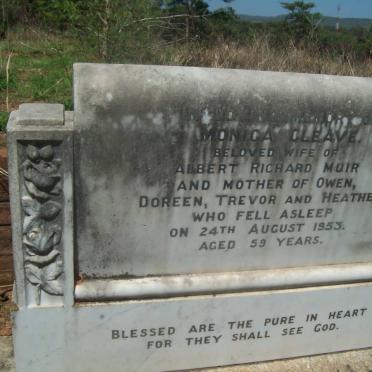 MONICA CLEAVE.
BELOVED WIFE OF
ALBERT RICHARD MUIR
AND MOTHER OF OWEN,
DOREEN, TREVOR AND HEATHE
WHO FELL ASLEEP
ON 24TH AUGUST 1953.
AGED 59 YEARS.
BLESSED ARE THE PURE IN HEART
FOR THEY SHALL SEE GOD.